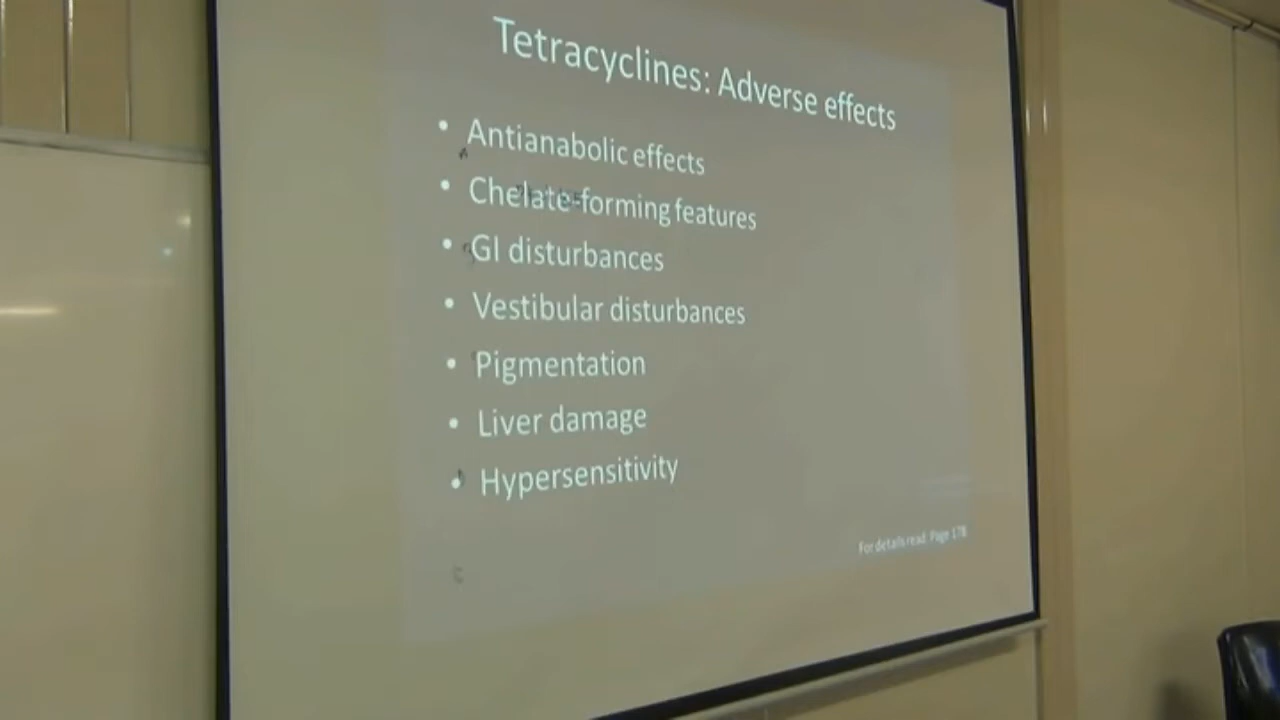 Tetracyclines: Adverse effects
• Antianabolic effects
• Chelate-forming features
• GI disturbances
• Vestibular disturbances
• Pigmentation
• Liver damage
• Hypersensitivity
For details read: Page 178